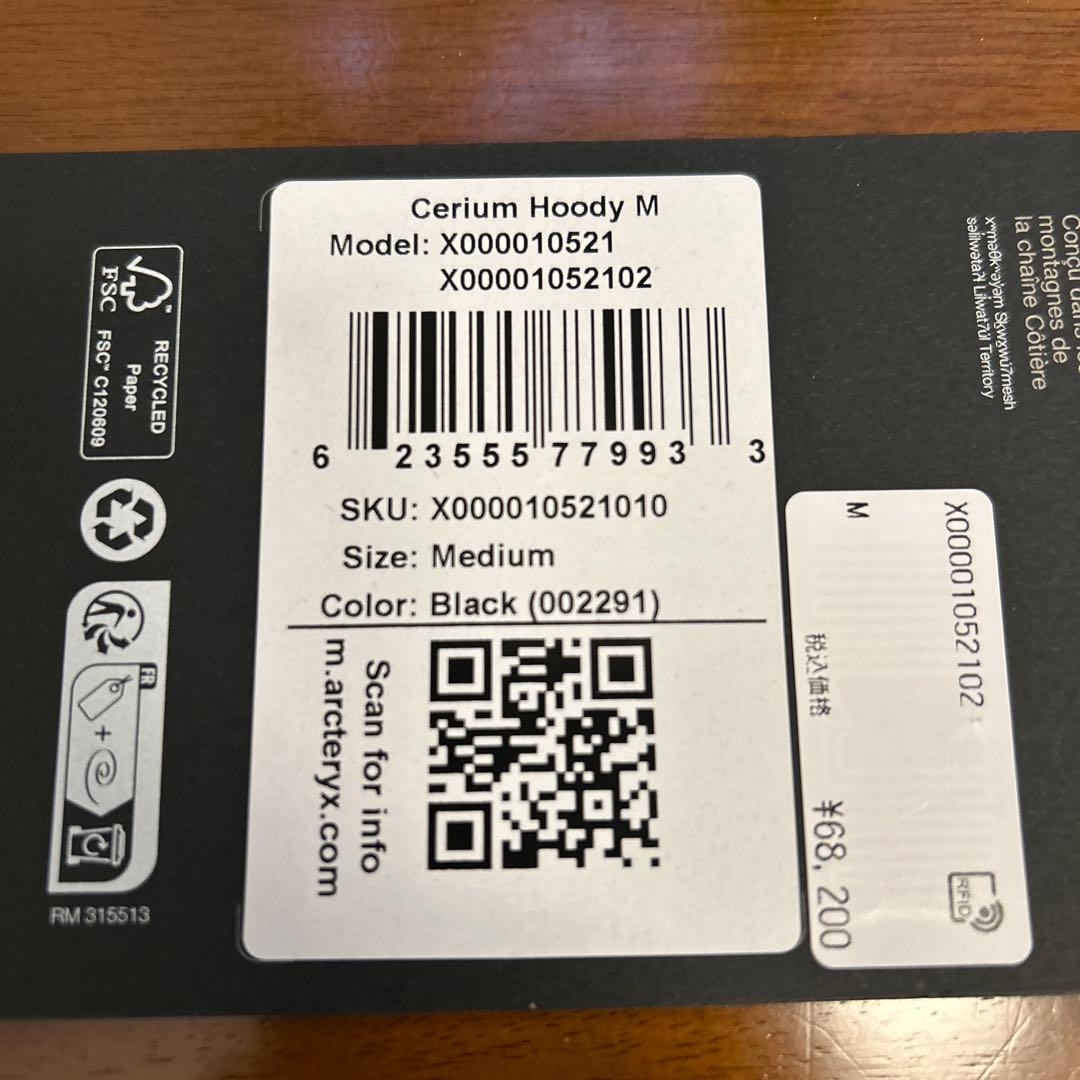 Cerium Hoody M
Model: X000010521
X00001052102
6 23555 77993 3
SKU: X000010521010
Size: Medium
Color: Black (002291)
Scan for info
m.arcteryx.com
FSC
RECYCLED
Paper
FSC™ C120609
FR
+
RM 315513
X00001052102
M
税込価格
¥68,200
RFID
montagnes de
la chaîne Côtière
Territory